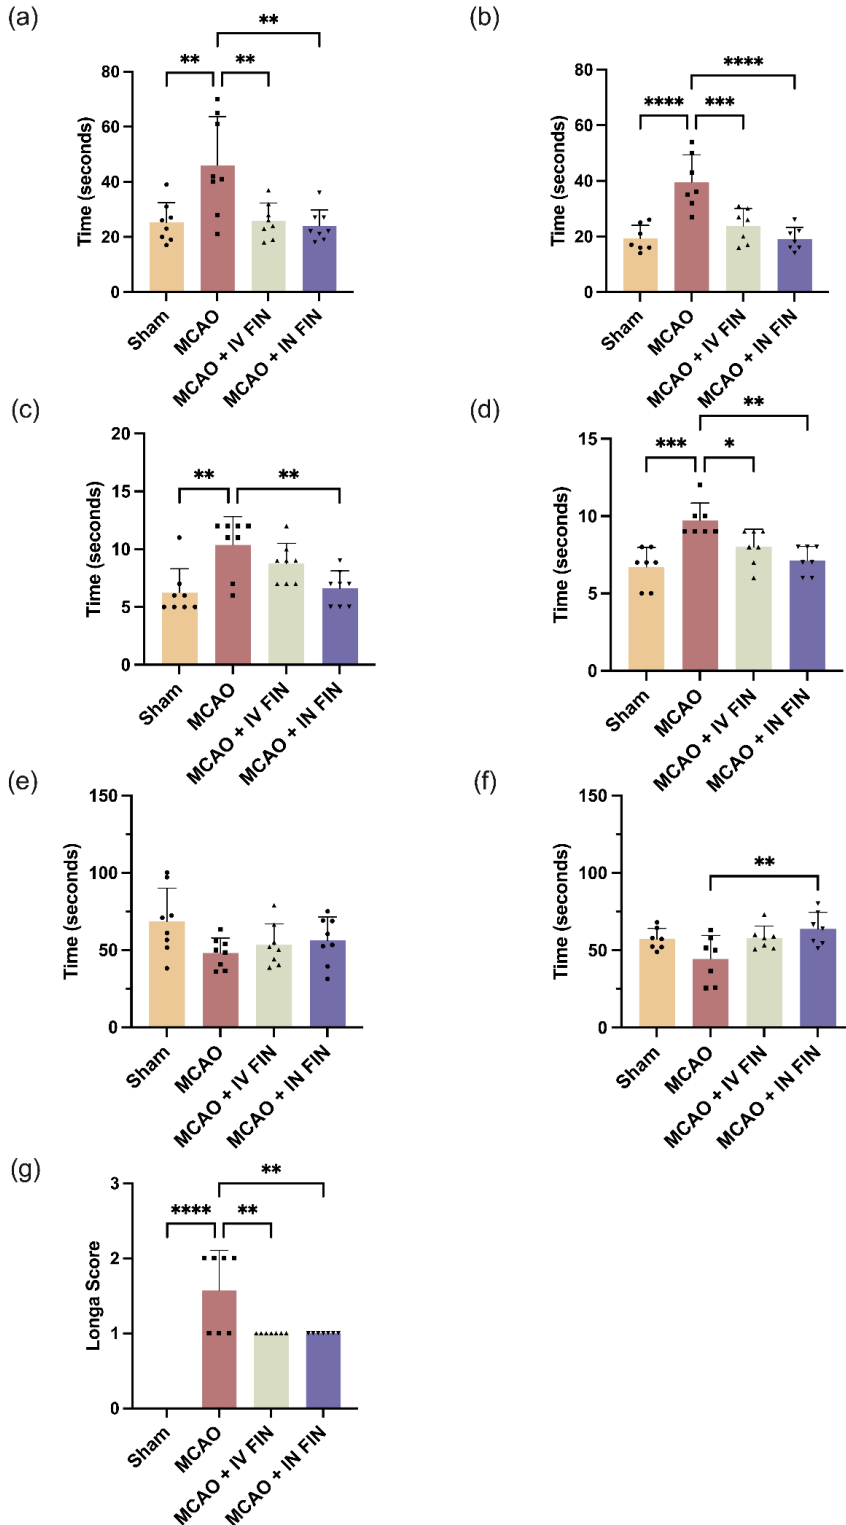 (a)
**
**
**
80
60
40
20
0
Time (seconds)
Sham
MCAO
MCAO + IV FIN
MCAO + IN FIN
(b)
****
****
***
80
60
40
20
0
Time (seconds)
Sham
MCAO
MCAO + IV FIN
MCAO + IN FIN
(c)
**
**
20
15
10
5
0
Time (seconds)
Sham
MCAO
MCAO + IV FIN
MCAO + IN FIN
(d)
**
***
*
15
10
5
0
Time (seconds)
Sham
MCAO
MCAO + IV FIN
MCAO + IN FIN
(e)
150
100
50
0
Time (seconds)
Sham
MCAO
MCAO + IV FIN
MCAO + IN FIN
(f)
**
150
100
50
0
Time (seconds)
Sham
MCAO
MCAO + IV FIN
MCAO + IN FIN
(g)
**
****
**
3
2
1
0
Longa Score
Sham
MCAO
MCAO + IV FIN
MCAO + IN FIN